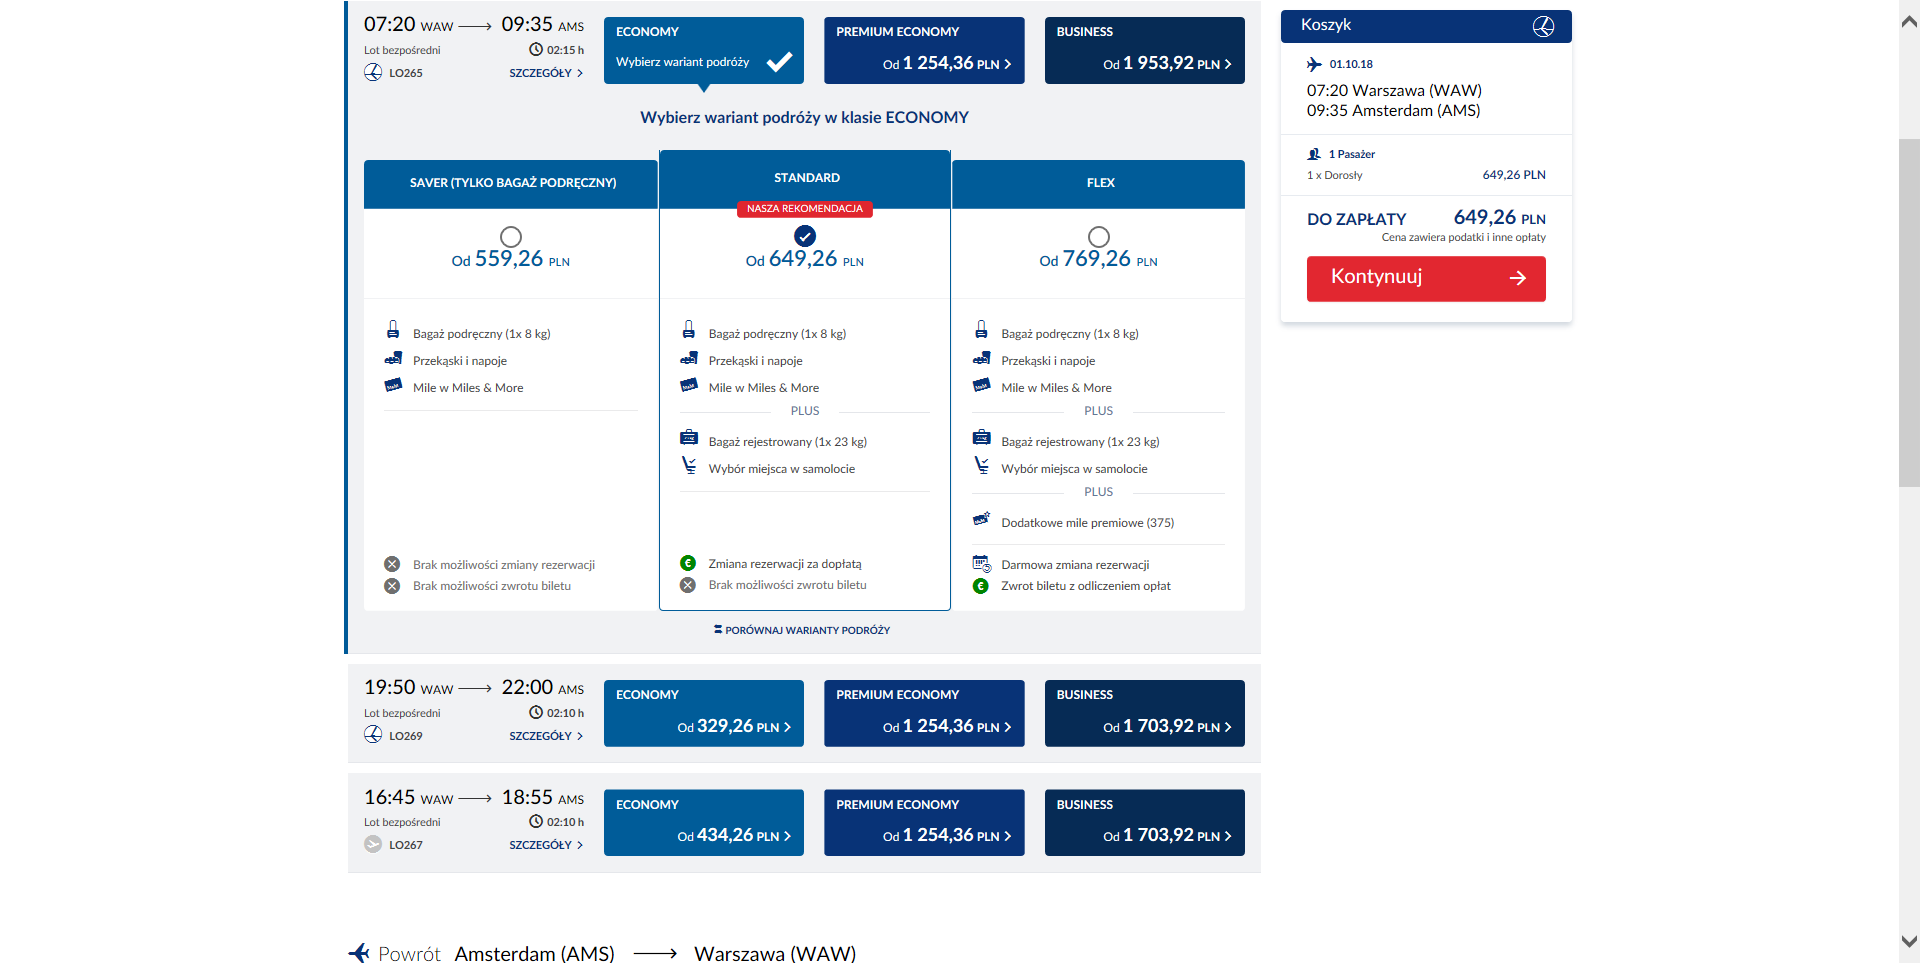 07:20 WAW 09:35 AMS
Lot bezpośredni 02:15 h
LO265 SZCZEGÓŁY
ECONOMY
Wybierz wariant podróży
PREMIUM ECONOMY
Od 1 254,36 PLN
BUSINESS
Od 1 953,92 PLN
Wybierz wariant podróży w klasie ECONOMY
SAVER (TYLKO BAGAŻ PODRĘCZNY)
Od 559,26 PLN
Bagaż podręczny (1x 8 kg)
Przekąski i napoje
Mile w Miles & More
Brak możliwości zmiany rezerwacji
Brak możliwości zwrotu biletu
STANDARD
NASZA REKOMENDACJA
Od 649,26 PLN
Bagaż podręczny (1x 8 kg)
Przekąski i napoje
Mile w Miles & More
PLUS
Bagaż rejestrowany (1x 23 kg)
Wybór miejsca w samolocie
Zmiana rezerwacji za dopłatą
Brak możliwości zwrotu biletu
FLEX
Od 769,26 PLN
Bagaż podręczny (1x 8 kg)
Przekąski i napoje
Mile w Miles & More
PLUS
Bagaż rejestrowany (1x 23 kg)
Wybór miejsca w samolocie
PLUS
Dodatkowe mile premiowe (375)
Darmowa zmiana rezerwacji
Zwrot biletu z odliczeniem opłat
PORÓWNAJ WARIANTY PODRÓŻY
19:50 WAW 22:00 AMS
Lot bezpośredni 02:10 h
LO269 SZCZEGÓŁY
ECONOMY
Od 329,26 PLN
PREMIUM ECONOMY
Od 1 254,36 PLN
BUSINESS
Od 1 703,92 PLN
16:45 WAW 18:55 AMS
Lot bezpośredni 02:10 h
LO267 SZCZEGÓŁY
ECONOMY
Od 434,26 PLN
PREMIUM ECONOMY
Od 1 254,36 PLN
BUSINESS
Od 1 703,92 PLN
Powrót Amsterdam (AMS) Warszawa (WAW)
Koszyk
01.10.18
07:20 Warszawa (WAW)
09:35 Amsterdam (AMS)
1 Pasażer
1 x Dorosły 649,26 PLN
DO ZAPŁATY 649,26 PLN
Cena zawiera podatki i inne opłaty
Kontynuuj